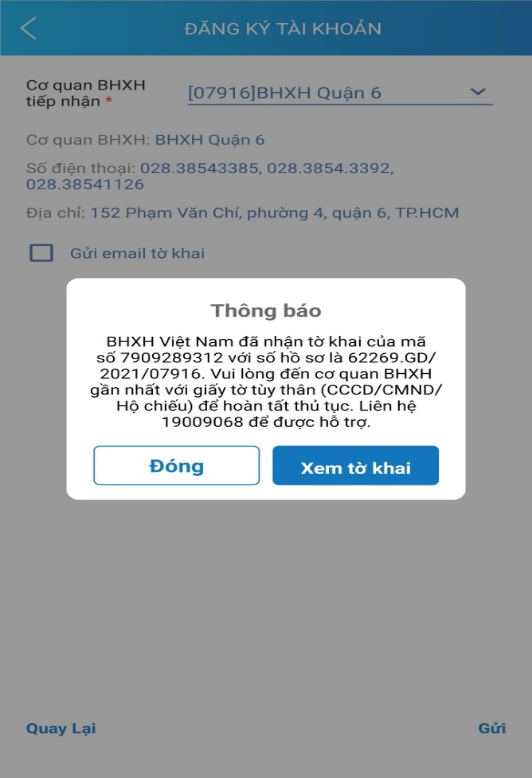 ĐĂNG KÝ TÀI KHOẢN
Cơ quan BHXH
tiếp nhận *
[07916]BHXH Quận 6
Cơ quan BHXH: BHXH Quận 6
Số điện thoại: 028.38543385, 028.3854.3392,
028.38541126
Địa chỉ: 152 Phạm Văn Chí, phường 4, quận 6, TP.HCM
Gửi email tờ khai
Thông báo
BHXH Việt Nam đã nhận tờ khai của mã
số 7909289312 với số hồ sơ là 62269.GD/
2021/07916. Vui lòng đến cơ quan BHXH
gần nhất với giấy tờ tùy thân (CCCD/CMND/
Hộ chiếu) để hoàn tất thủ tục. Liên hệ
19009068 để được hỗ trợ.
Đóng
Xem tờ khai
Quay Lại
Gửi